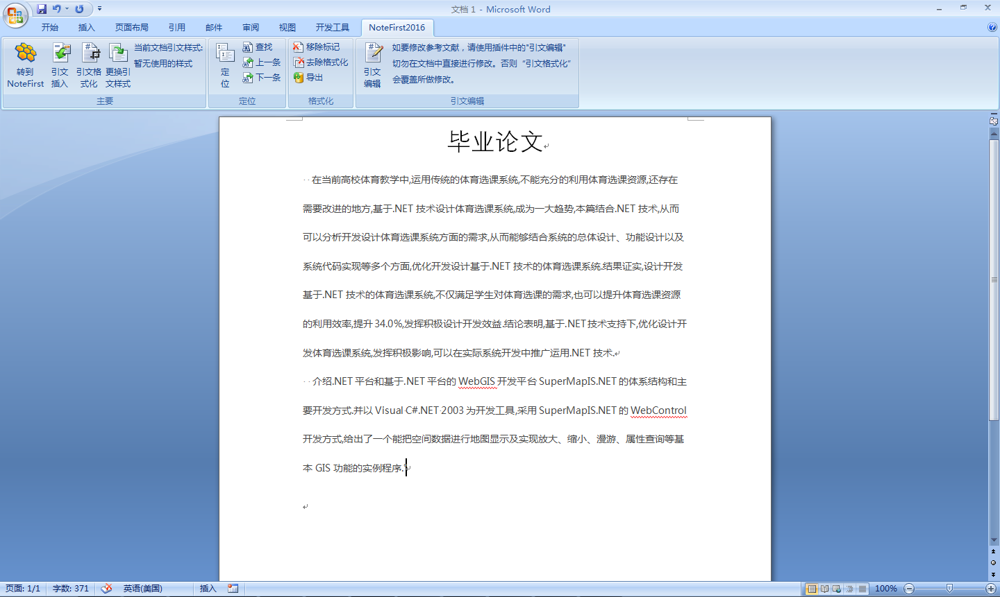 文档 1 - Microsoft Word
开始 插入 页面布局 引用 邮件 审阅 视图 开发工具 NoteFirst2016
转到
NoteFirst
引文
插入
引文格
式化
更换引
文样式
当前文档引文样式:
暂无使用的样式
主要
定
位
查找
上一条
下一条
定位
移除标记
去除格式化
导出
格式化
引文
编辑
如要修改参考文献，请使用插件中的"引文编辑"
切勿在文档中直接进行修改。否则“引文格式化”
会覆盖所做修改。
引文编辑
毕业论文
在当前高校体育教学中,运用传统的体育选课系统,不能充分的利用体育选课资源,还存在
需要改进的地方,基于.NET 技术设计体育选课系统,成为一大趋势,本篇结合.NET 技术,从而
可以分析开发设计体育选课系统方面的需求,从而能够结合系统的总体设计、功能设计以及
系统代码实现等多个方面,优化开发设计基于.NET 技术的体育选课系统.结果证实,设计开发
基于.NET 技术的体育选课系统,不仅满足学生对体育选课的需求,也可以提升体育选课资源
的利用效率,提升 34.0%,发挥积极设计开发效益.结论表明,基于.NET 技术支持下,优化设计开
发体育选课系统,发挥积极影响,可以在实际系统开发中推广运用.NET 技术.
介绍.NET 平台和基于.NET 平台的 WebGIS 开发平台 SuperMapIS.NET 的体系结构和主
要开发方式.并以 Visual C#.NET 2003 为开发工具,采用 SuperMapIS.NET 的 WebControl
开发方式,给出了一个能把空间数据进行地图显示及实现放大、缩小、漫游、属性查询等基
本 GIS 功能的实例程序.
页面: 1/1 字数: 371 英语(美国) 插入 100%